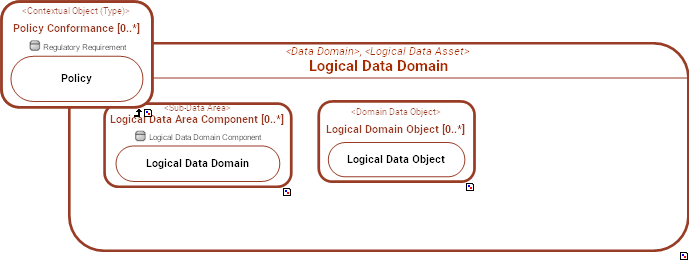 <Contextual Object (Type)>
Policy Conformance [0..*]
Regulatory Requirement
Policy
<Data Domain>, <Logical Data Asset>
Logical Data Domain
<Sub-Data Area>
Logical Data Area Component [0..*]
Logical Data Domain Component
Logical Data Domain
<Domain Data Object>
Logical Domain Object [0..*]
Logical Data Object